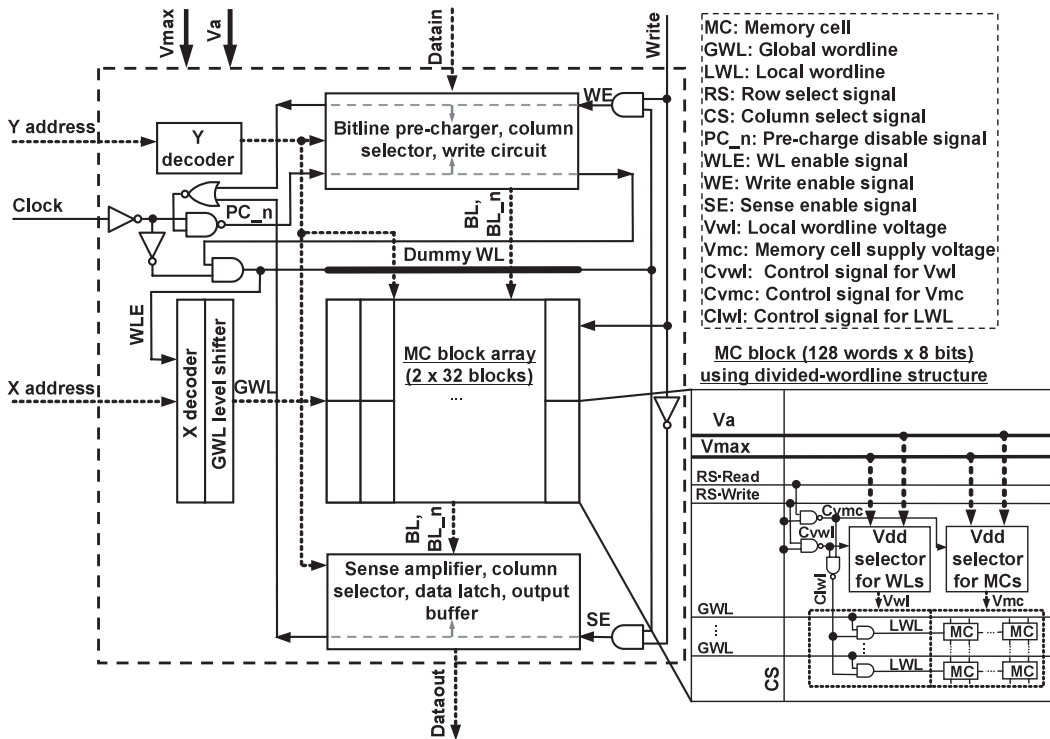 Vmax
Va
Datain
Write
MC: Memory cell
GWL: Global wordline
LWL: Local wordline
RS: Row select signal
CS: Column select signal
PC_n: Pre-charge disable signal
WLE: WL enable signal
WE: Write enable signal
SE: Sense enable signal
Vwl: Local wordline voltage
Vmc: Memory cell supply voltage
Cvwl: Control signal for Vwl
Cvmc: Control signal for Vmc
Clwl: Control signal for LWL
WE
Y address
Y
decoder
Bitline pre-charger, column
selector, write circuit
Clock
PC_n
BL,
BL_n
Dummy WL
WLE
X address
X decoder
GWL level shifter
GWL
MC block array
(2 x 32 blocks)
...
MC block (128 words x 8 bits)
using divided-wordline structure
Va
Vmax
RS-Read
RS-Write
Cvmc
Cvwl
Clwl
Vdd
selector
for WLs
Vdd
selector
for MCs
Vwl
Vmc
GWL
LWL
MC
MC
GWL
LWL
MC
MC
CS
BL,
BL_n
Sense amplifier, column
selector, data latch, output
buffer
SE
Dataout